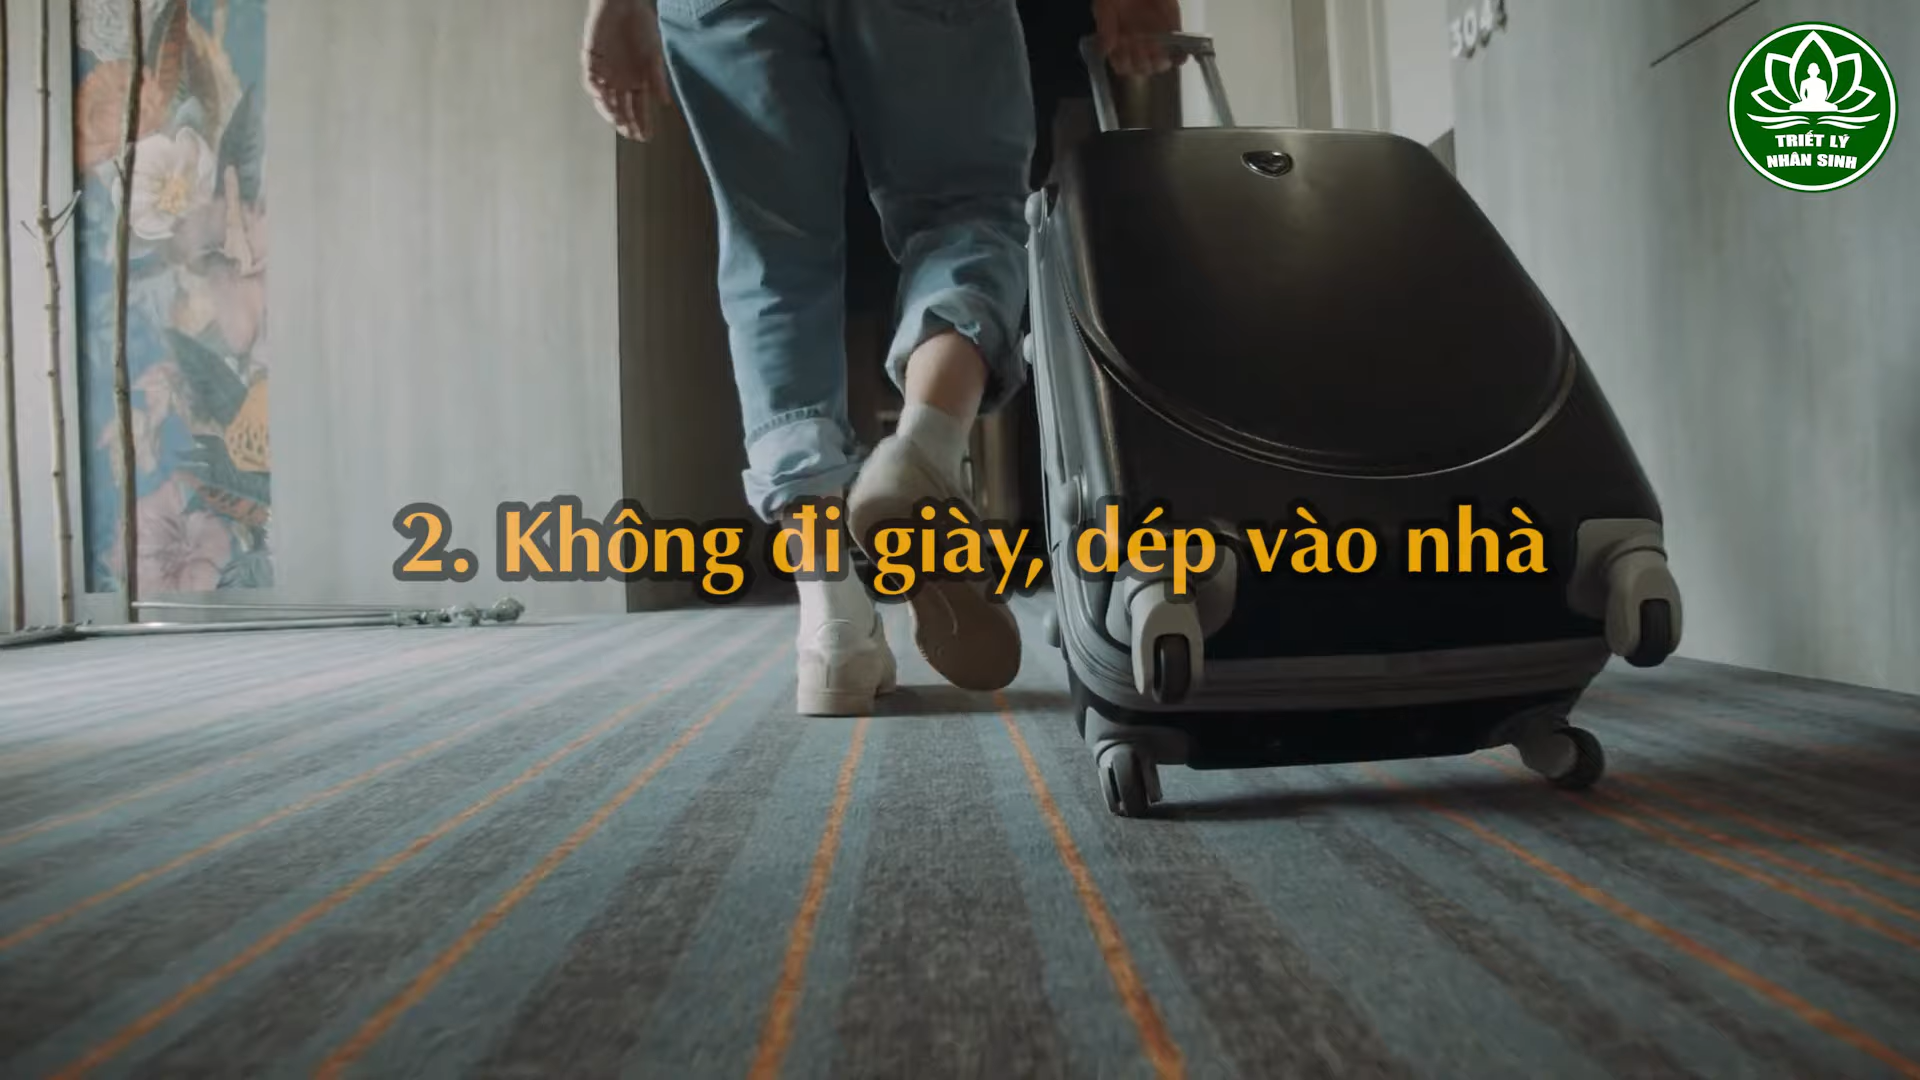 TRIẾT LÝ
NHÂN SINH
2. Không đi giày, dép vào nhà